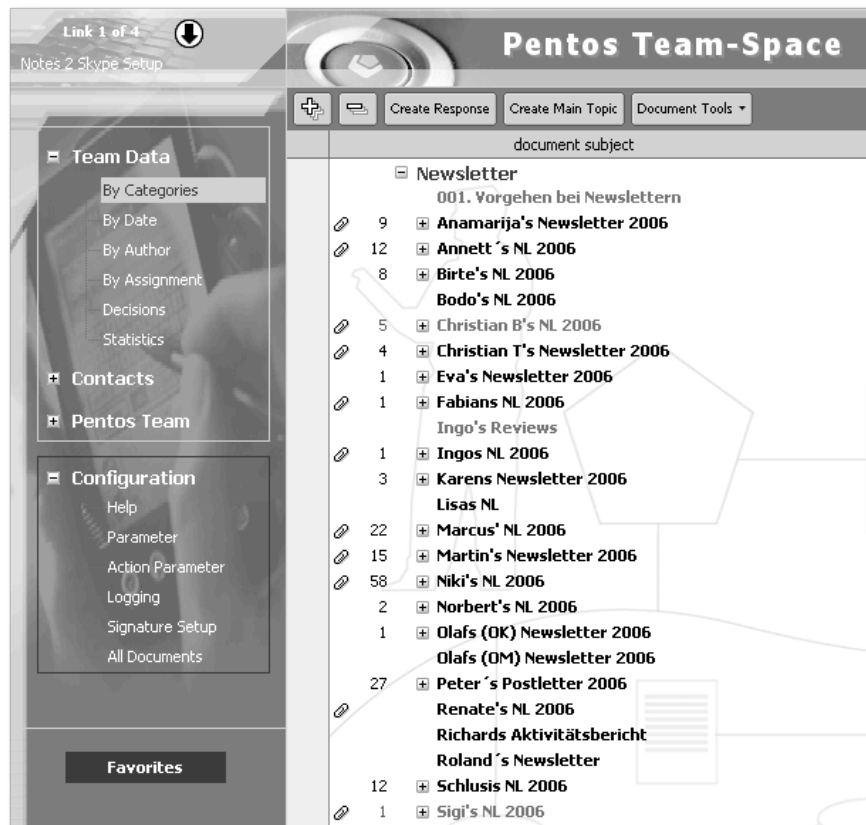 Link 1 of 4
Notes 2 Skype Setup
Pentos Team-Space
Create Response Create Main Topic Document Tools
document subject
Team Data
By Categories
By Date
By Author
By Assignment
Decisions
Statistics
Contacts
Pentos Team
Configuration
Help
Parameter
Action Parameter
Logging
Signature Setup
All Documents
Favorites
Newsletter
001. Vorgehen bei Newslettern
9 Anamarija's Newsletter 2006
12 Annett´s NL 2006
8 Birte's NL 2006
Bodo's NL 2006
5 Christian B's NL 2006
4 Christian T's Newsletter 2006
1 Eva's Newsletter 2006
1 Fabians NL 2006
Ingo's Reviews
1 Ingos NL 2006
3 Karens Newsletter 2006
Lisas NL
22 Marcus' NL 2006
15 Martin's Newsletter 2006
58 Niki's NL 2006
2 Norbert's NL 2006
1 Olafs (OK) Newsletter 2006
Olafs (OM) Newsletter 2006
27 Peter´s Postletter 2006
Renate's NL 2006
Richards Aktivitätsbericht
Roland´s Newsletter
12 Schlusis NL 2006
1 Sigi's NL 2006